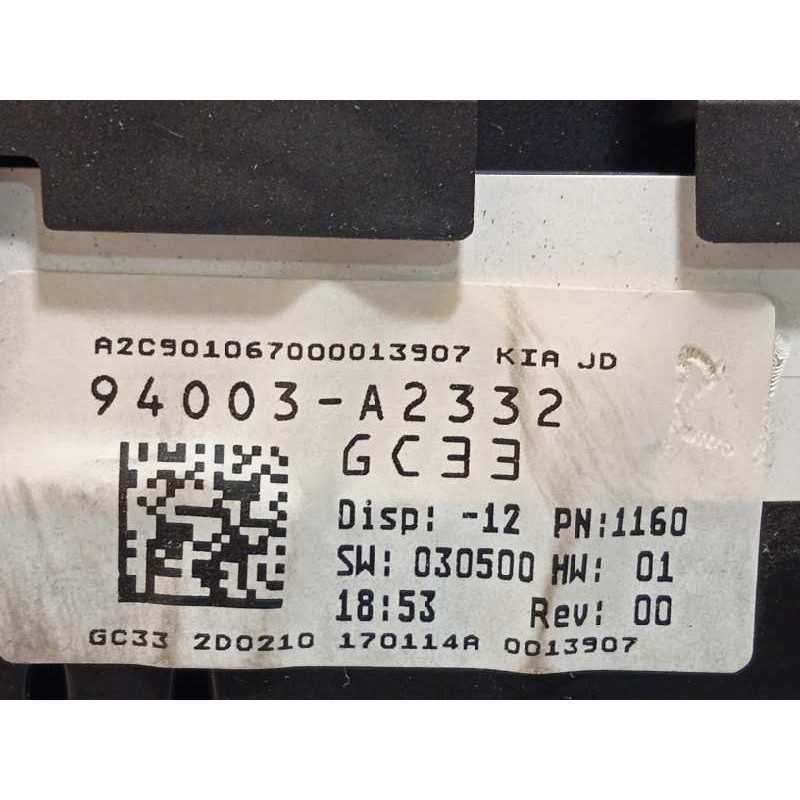 A2C901067000013907 KIA JD
94003-A2332
GC33
Disp: -12 PN:1160
SW: 030500 HW: 01
18:53 Rev: 00
GC33 2D0210 170114A 0013907